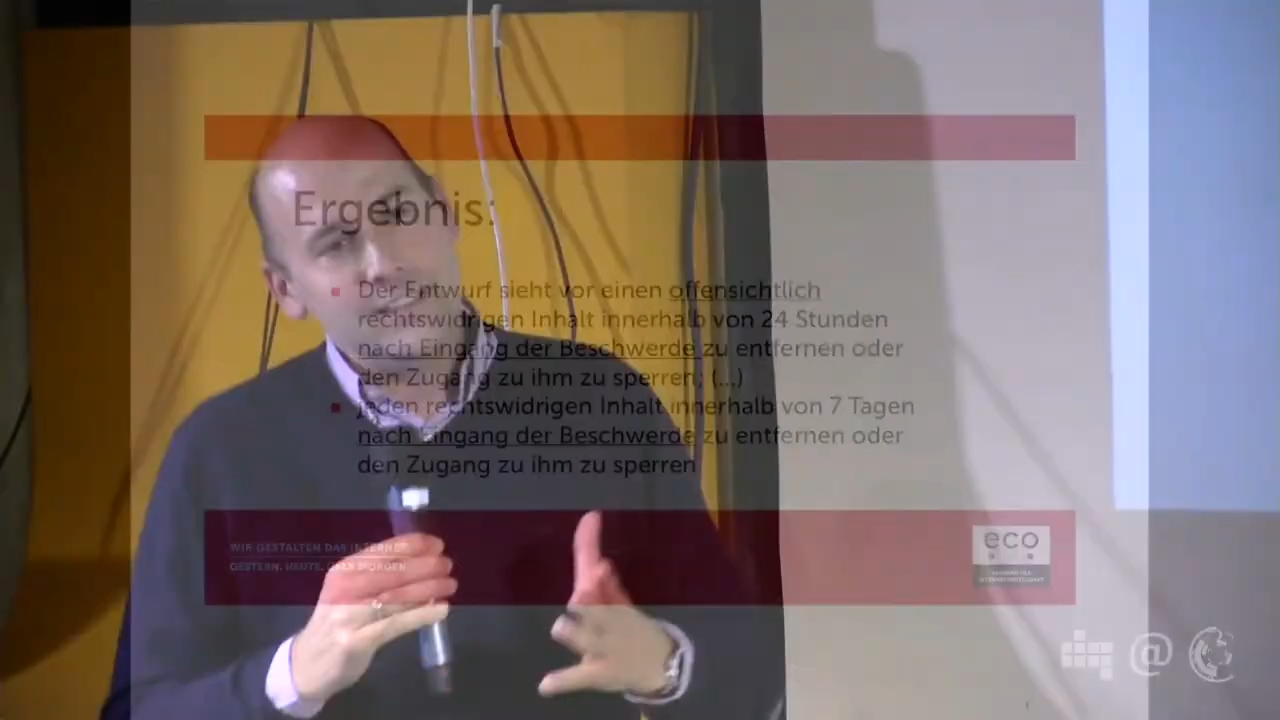 Ergebnis:
Der Entwurf sieht vor einen offensichtlich
rechtswidrigen Inhalt innerhalb von 24 Stunden
nach Eingang der Beschwerde zu entfernen oder
den Zugang zu ihm zu sperren; (...)
jeden rechtswidrigen Inhalt innerhalb von 7 Tagen
nach Eingang der Beschwerde zu entfernen oder
den Zugang zu ihm zu sperren
WIR GESTALTEN DAS INTERNET
GESTERN. HEUTE. ÜBER MORGEN
eco
@